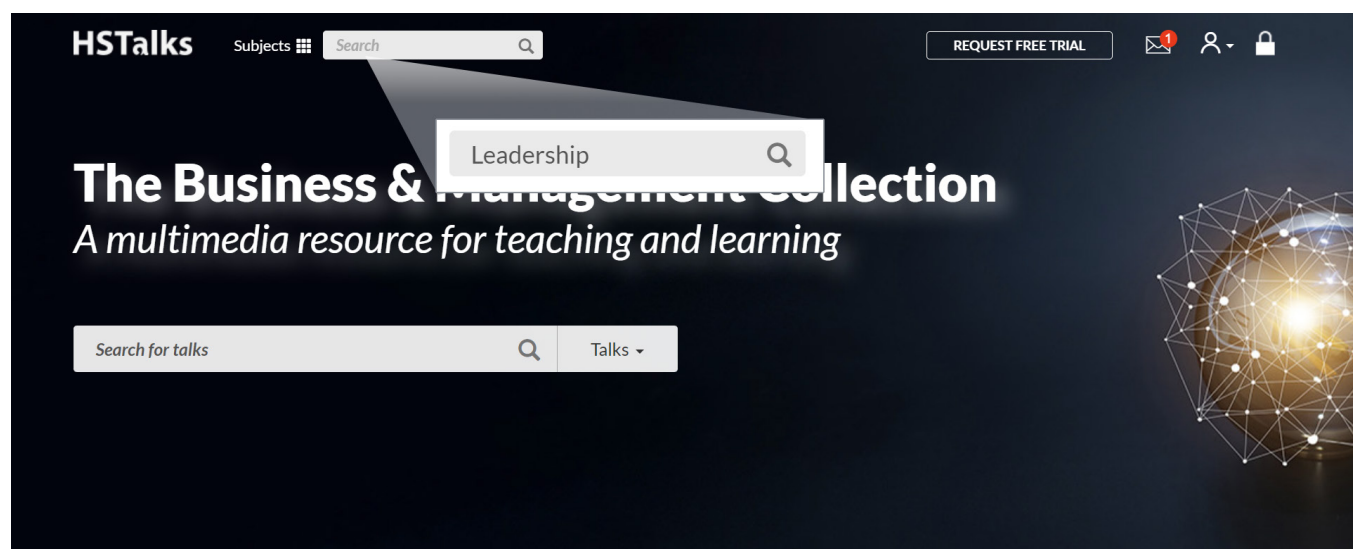 HSTalks Subjects Search REQUEST FREE TRIAL 1
Leadership
The Business & Management Collection
A multimedia resource for teaching and learning
Search for talks Talks